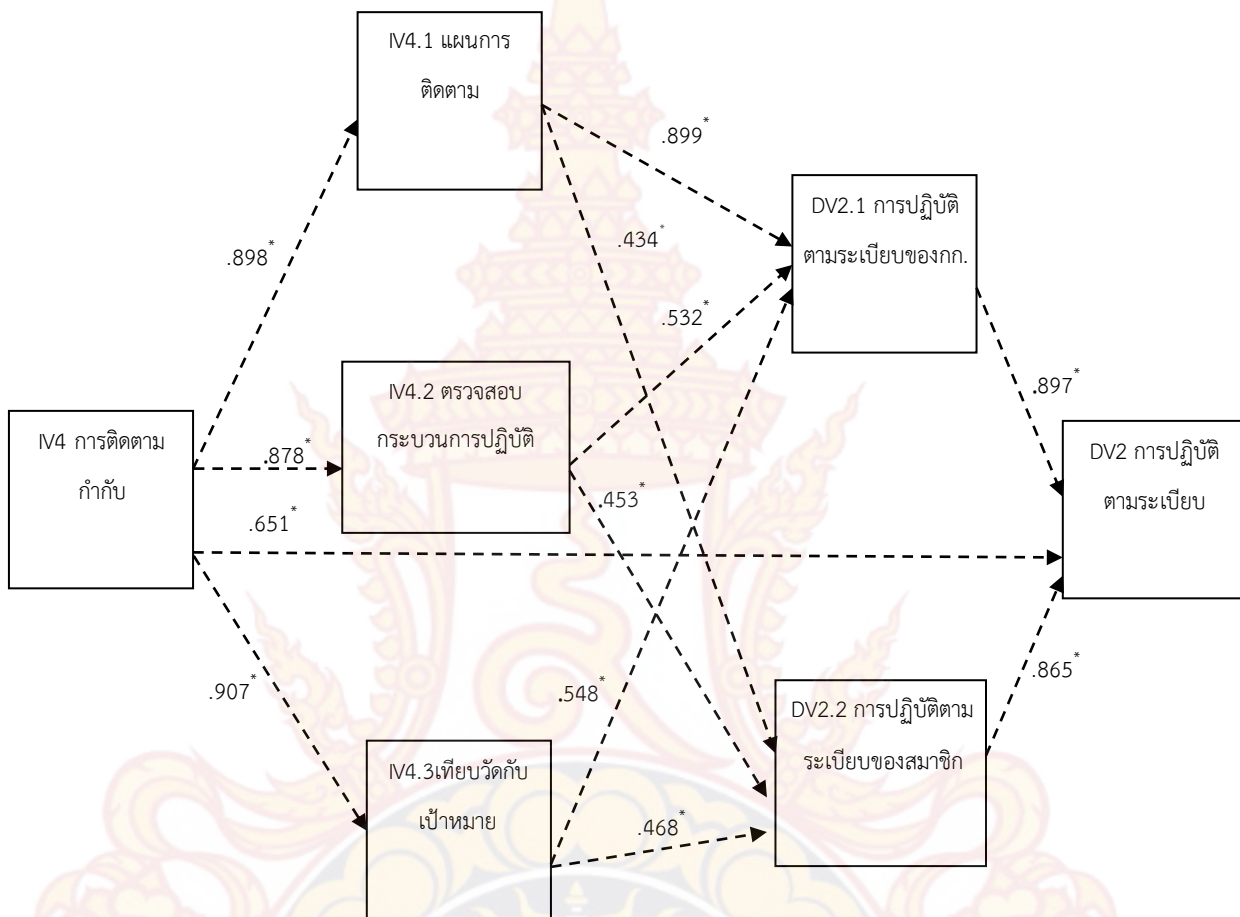 IV4.1 แผนการ
ติดตาม
.899*
DV2.1 การปฏิบัติ
ตามระเบียบของกก.
.434*
.898*
.532*
IV4.2 ตรวจสอบ
กระบวนการปฏิบัติ
.897*
IV4 การติดตาม
กำกับ
.878*
DV2 การปฏิบัติ
ตามระเบียบ
.453*
.651*
.907*
.548*
DV2.2 การปฏิบัติตาม
ระเบียบของสมาชิก
.865*
IV4.3เทียบวัดกับ
เป้าหมาย
.468*